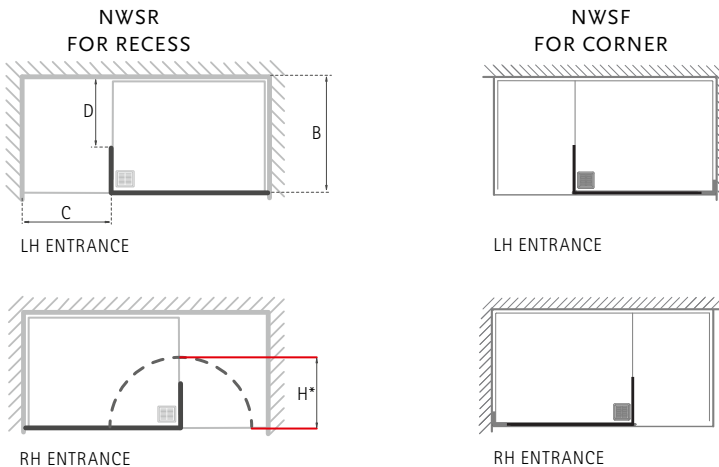 NWSR
FOR RECESS
D
B
C
LH ENTRANCE
H*
RH ENTRANCE
NWSF
FOR CORNER
LH ENTRANCE
RH ENTRANCE